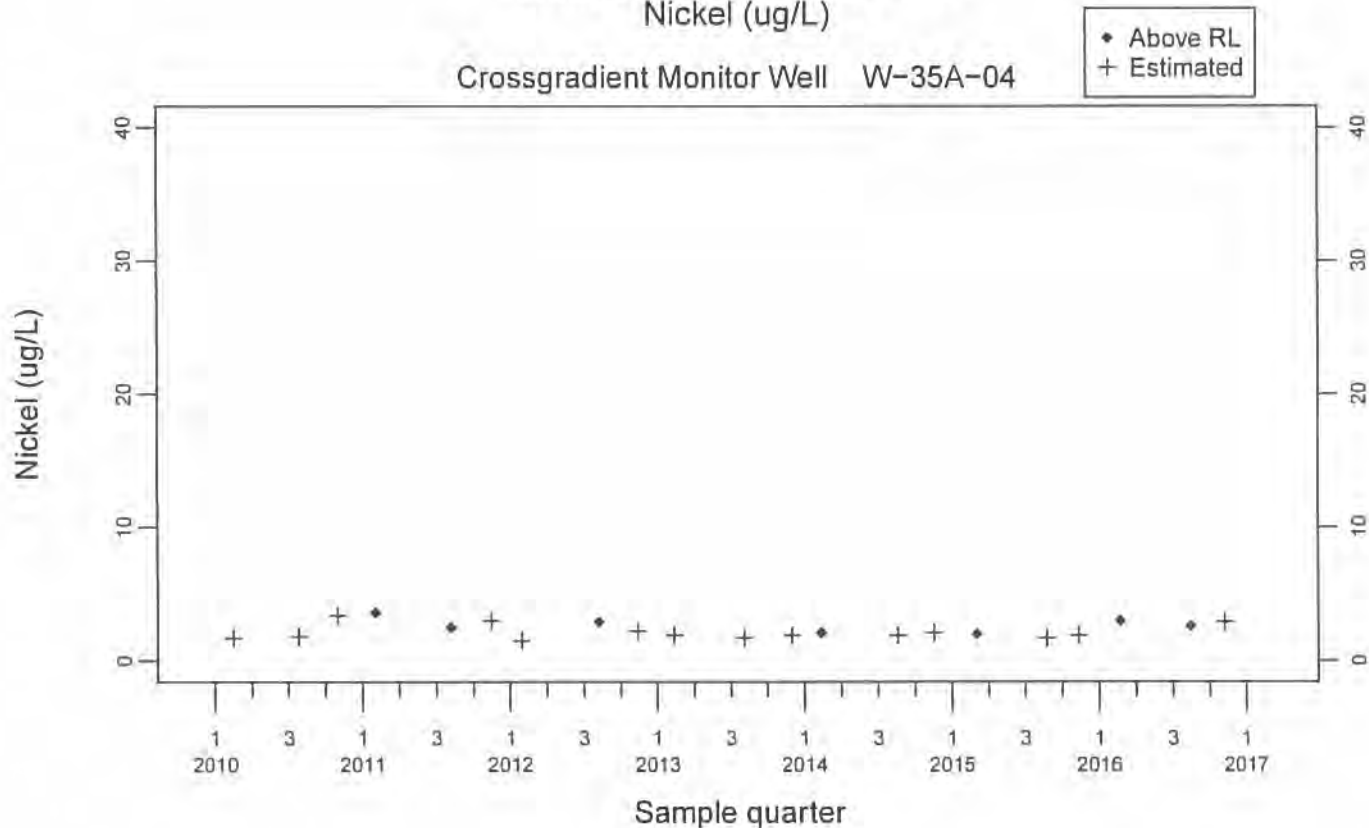 Nickel (ug/L)
Crossgradient Monitor Well W-35A-04
Above RL
Estimated
Nickel (ug/L)
40
30
20
10
0
40
30
20
10
0
1 3 1 3 1 3 1 3 1 3 1 3 1 3 1
2010 2011 2012 2013 2014 2015 2016 2017
Sample quarter